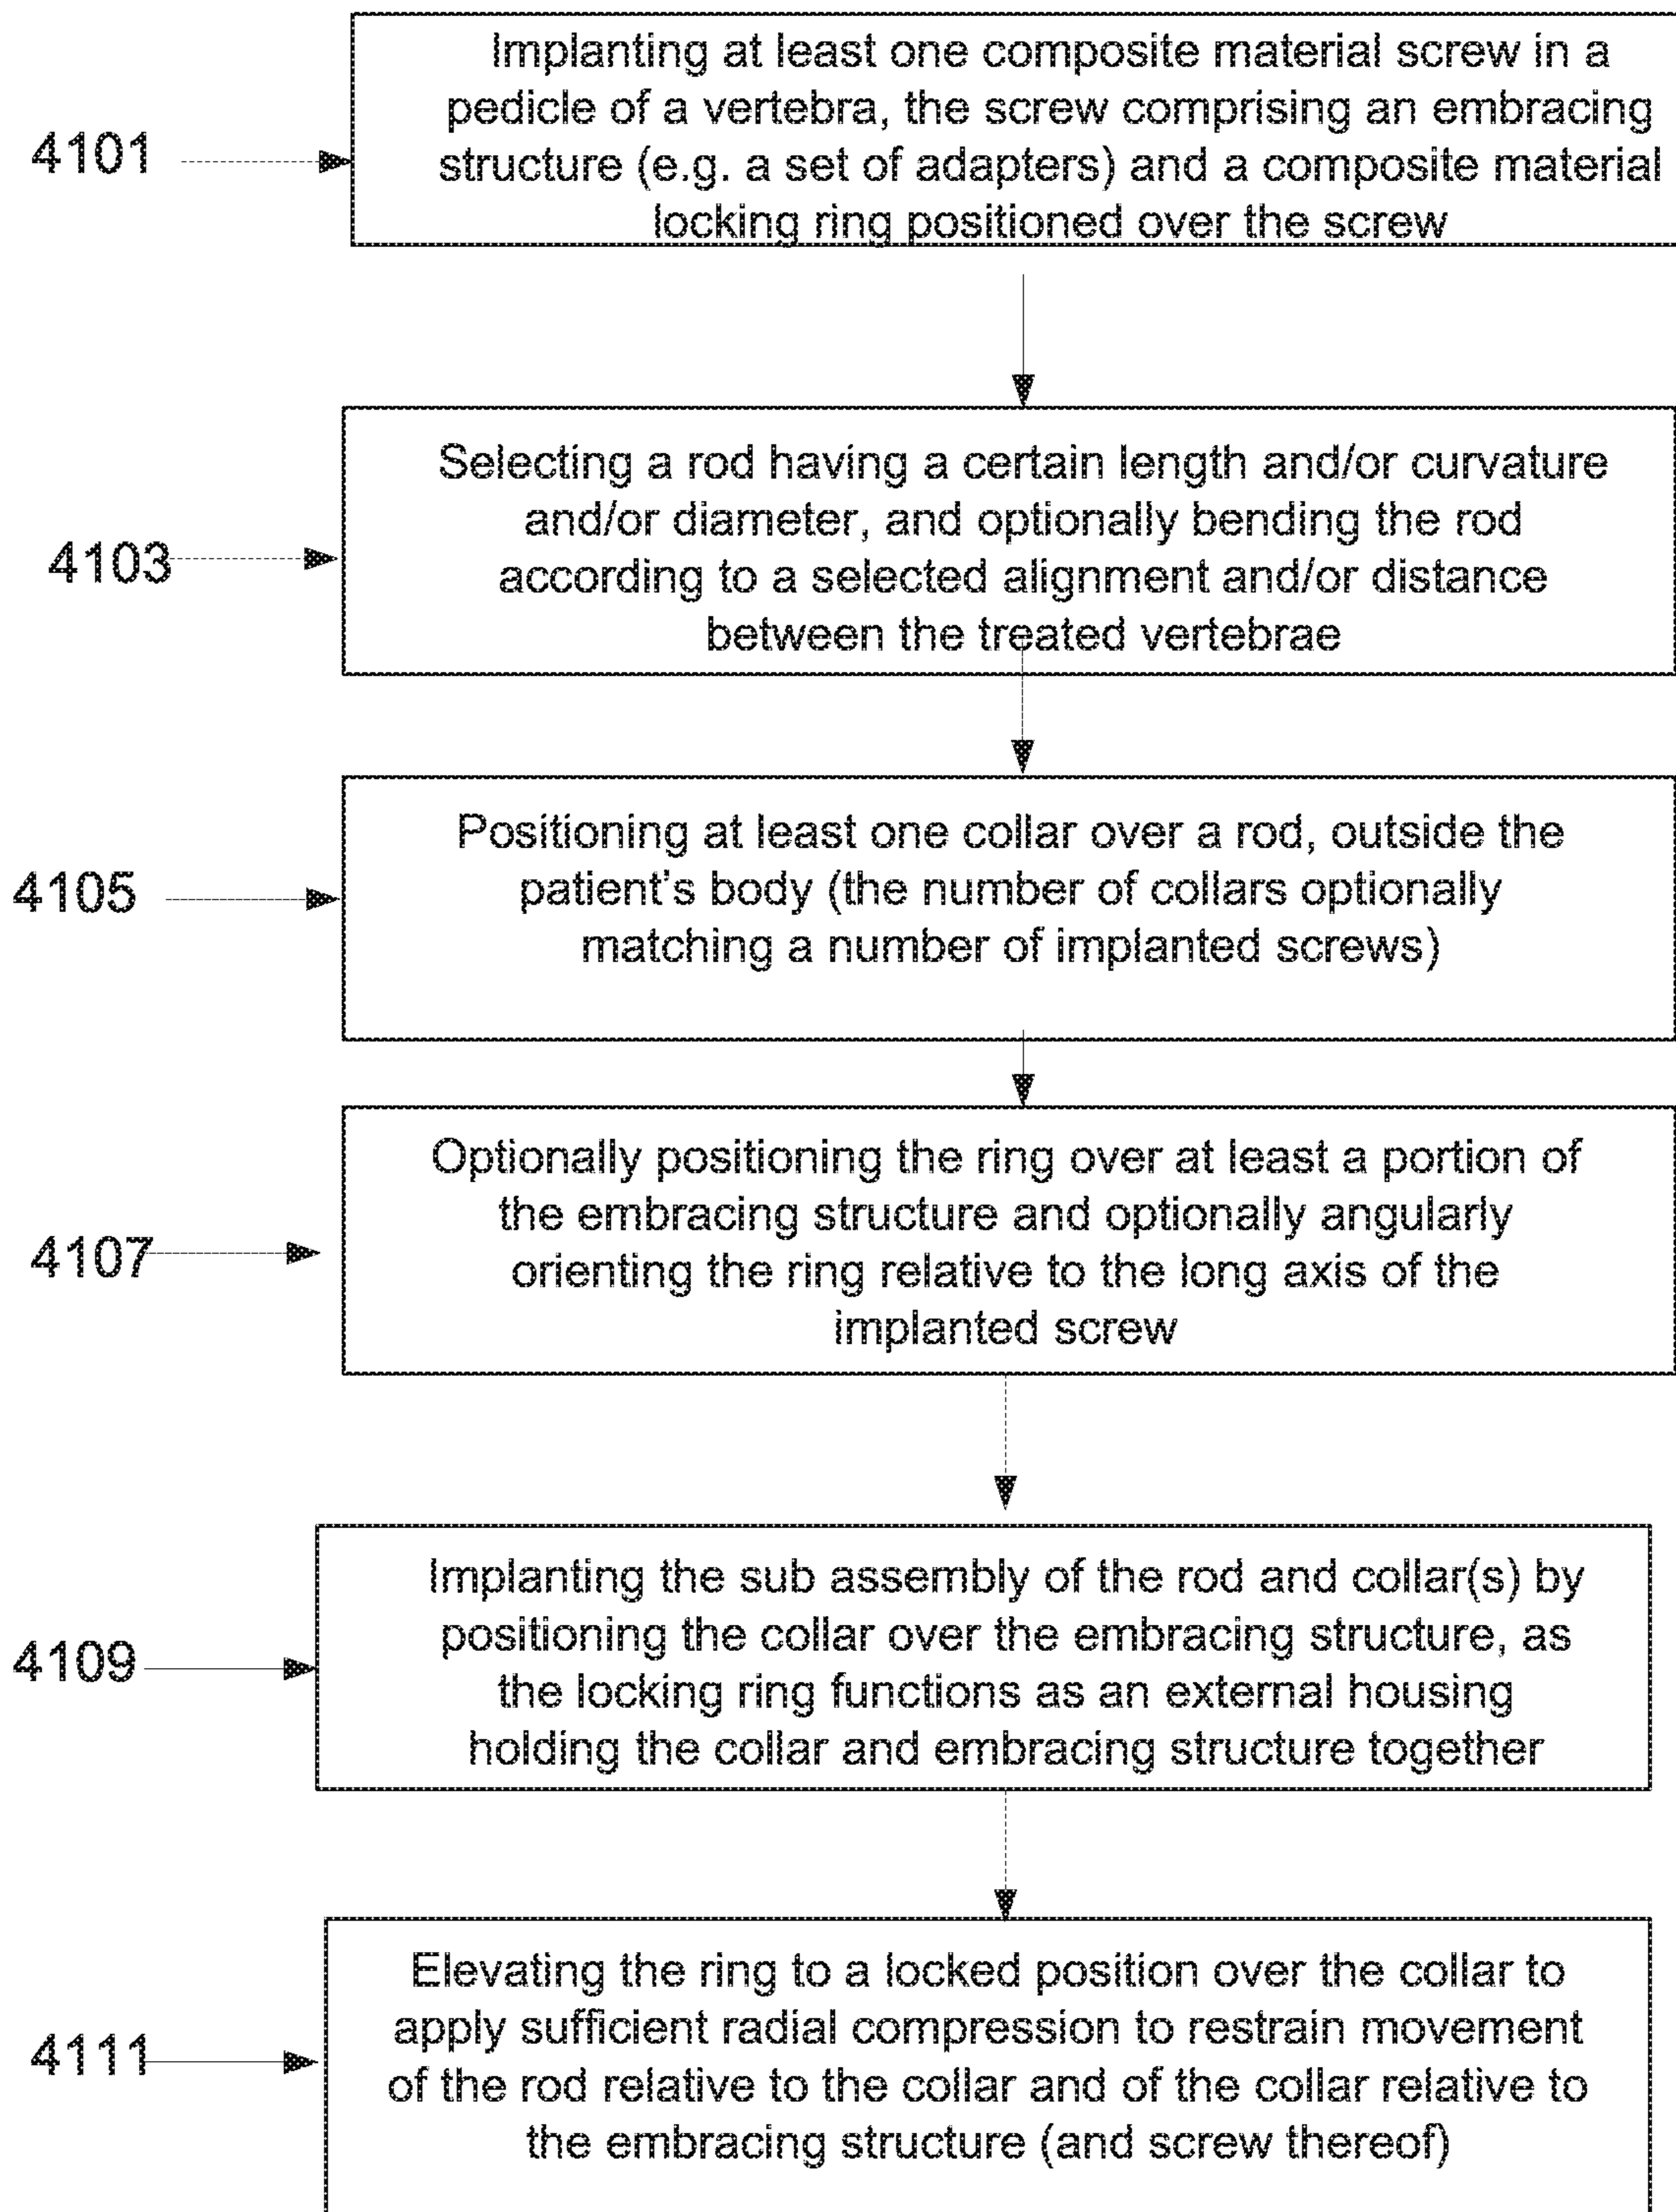 Implanting at least one composite material screw in a
pedicle of a vertebra, the screw comprising an embracing
4101
structure (e.g. a set of adapters) and a composite material
locking ring positioned over the screw
Selecting a rod having a certain length and/or curvature
and/or diameter, and optionally bending the rod
4103
according to a selected alignment and/or distance
between the treated vertebrae
Positioning at least one collar over a rod, outside the
4105
patient's body (the number of collars optionally
matching a number of implanted screws)
Optionally positioning the ring over at least a portion of
the embracing structure and optionally angularly
4107
orienting the ring relative to the long axis of the
implanted screw
Implanting the sub assembly of the rod and collar(s) by
positioning the collar over the embracing structure, as
4109
the locking ring functions as an external housing
holding the collar and embracing structure together
Elevating the ring to a locked position over the collar to
apply sufficient radial compression to restrain movement
4111
of the rod relative to the collar and of the collar relative to
the embracing structure (and screw thereof)